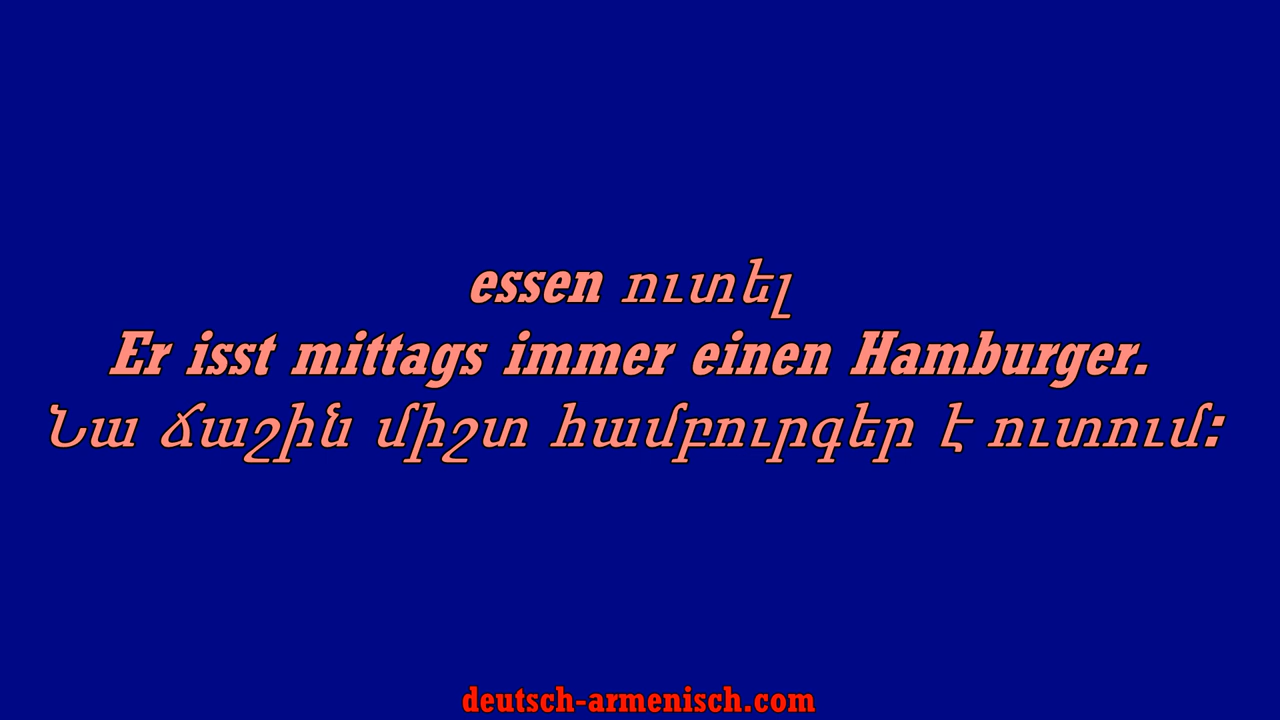 essen ուտել
Er isst mittags immer einen Hamburger.
Նա ճաշին միշտ համբուրգեր է ուտում:
deutsch-armenisch.com